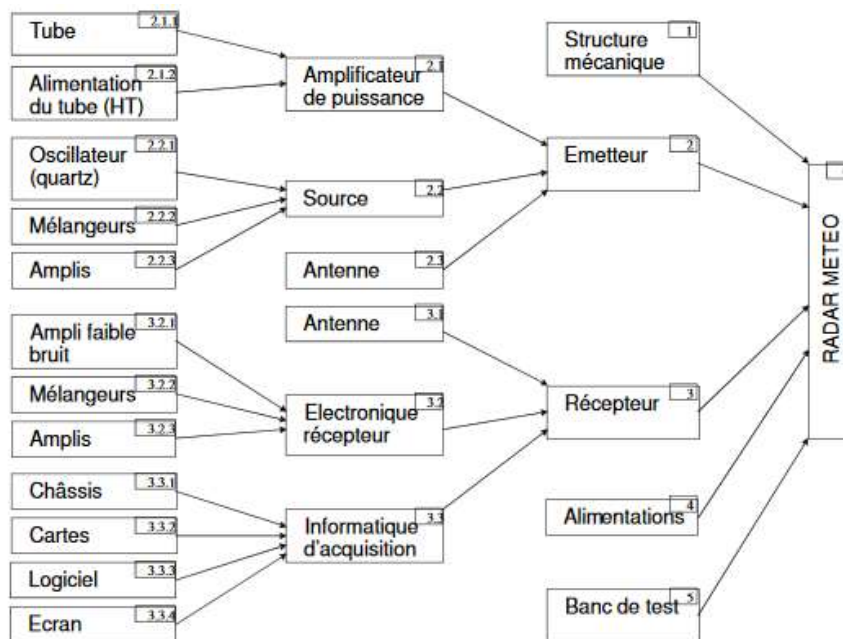 Tube
2.1.1
Alimentation
du tube (HT)
2.1.2
Oscillateur
(quartz)
2.2.1
Mélangeurs
2.2.2
Amplis
2.2.3
Ampli faible
bruit
3.2.1
Mélangeurs
3.2.2
Amplis
3.2.3
Châssis
3.3.1
Cartes
3.3.2
Logiciel
3.3.3
Ecran
3.3.4
Amplificateur
de puissance
2.1
Source
2.2
Antenne
2.3
Antenne
3.1
Electronique
récepteur
3.2
Informatique
d'acquisition
3.3
Structure
mécanique
1
Emetteur
2
Récepteur
3
Alimentations
4
Banc de test
5
RADAR METEO